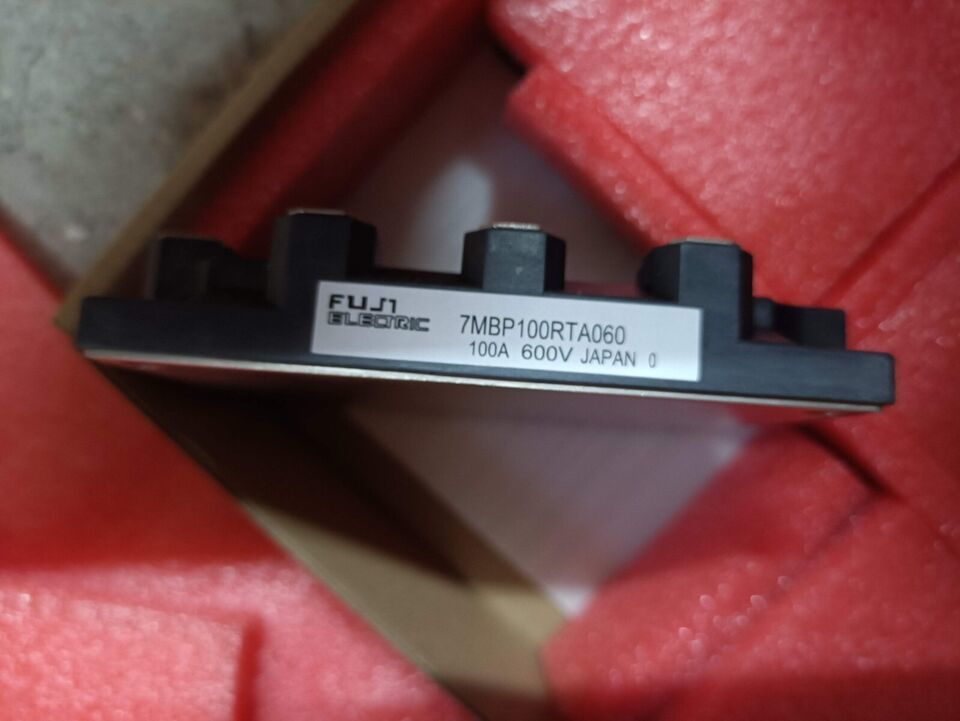 FUJI
ELECTRIC
7MBP100RTA060
100A 600V JAPAN 0